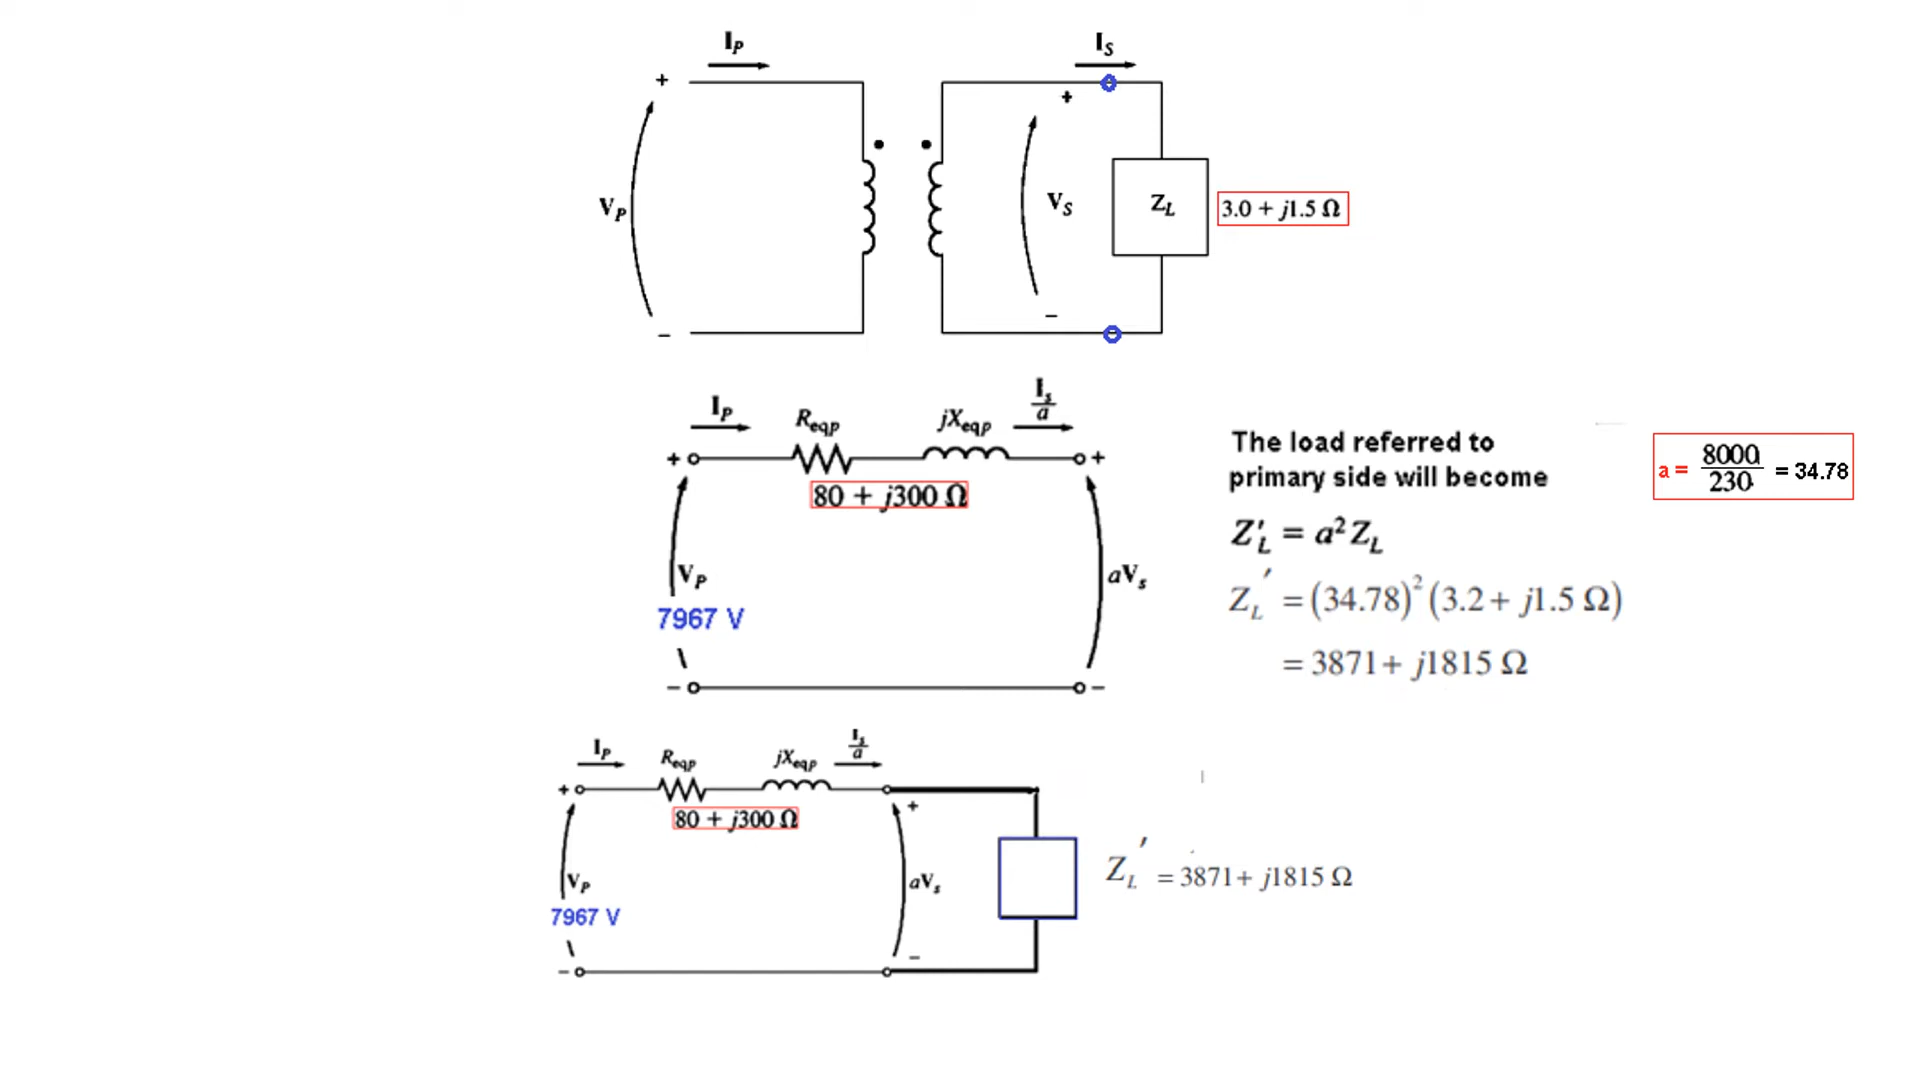 I_P
I_S
+
+
V_P
V_S
Z_L
3.0 + j1.5 Ω
−
−
I_P
R_eqp
jX_eqp
I_s/a
+
+
80 + j300 Ω
V_P
aV_s
7967 V
−
−
The load referred to
primary side will become
a = 8000/230 = 34.78
Z'_L = a² Z_L
Z_L' = (34.78)² (3.2 + j1.5 Ω)
= 3871 + j1815 Ω
I_P
R_eqp
jX_eqp
I_s/a
+
+
80 + j300 Ω
V_P
aV_s
7967 V
−
−
Z_L' = 3871 + j1815 Ω